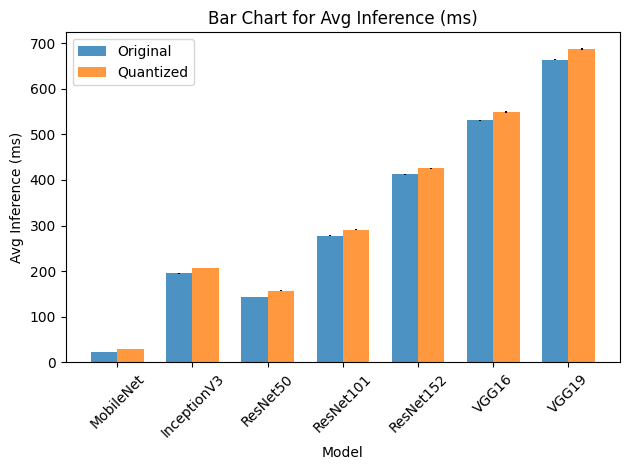 Bar Chart for Avg Inference (ms)
Original
Quantized
Avg Inference (ms)
700
600
500
400
300
200
100
0
MobileNet
InceptionV3
ResNet50
ResNet101
ResNet152
VGG16
VGG19
Model